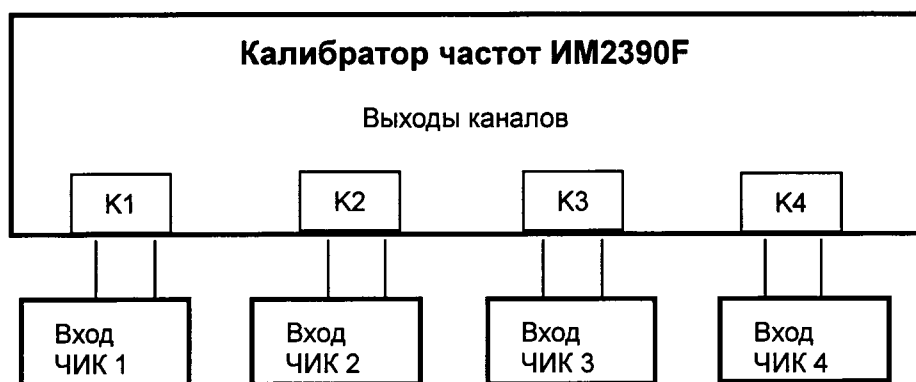 Калибратор частот ИМ2390F
Выходы каналов
К1 К2 К3 К4
Вход Вход Вход Вход
ЧИК 1 ЧИК 2 ЧИК 3 ЧИК 4